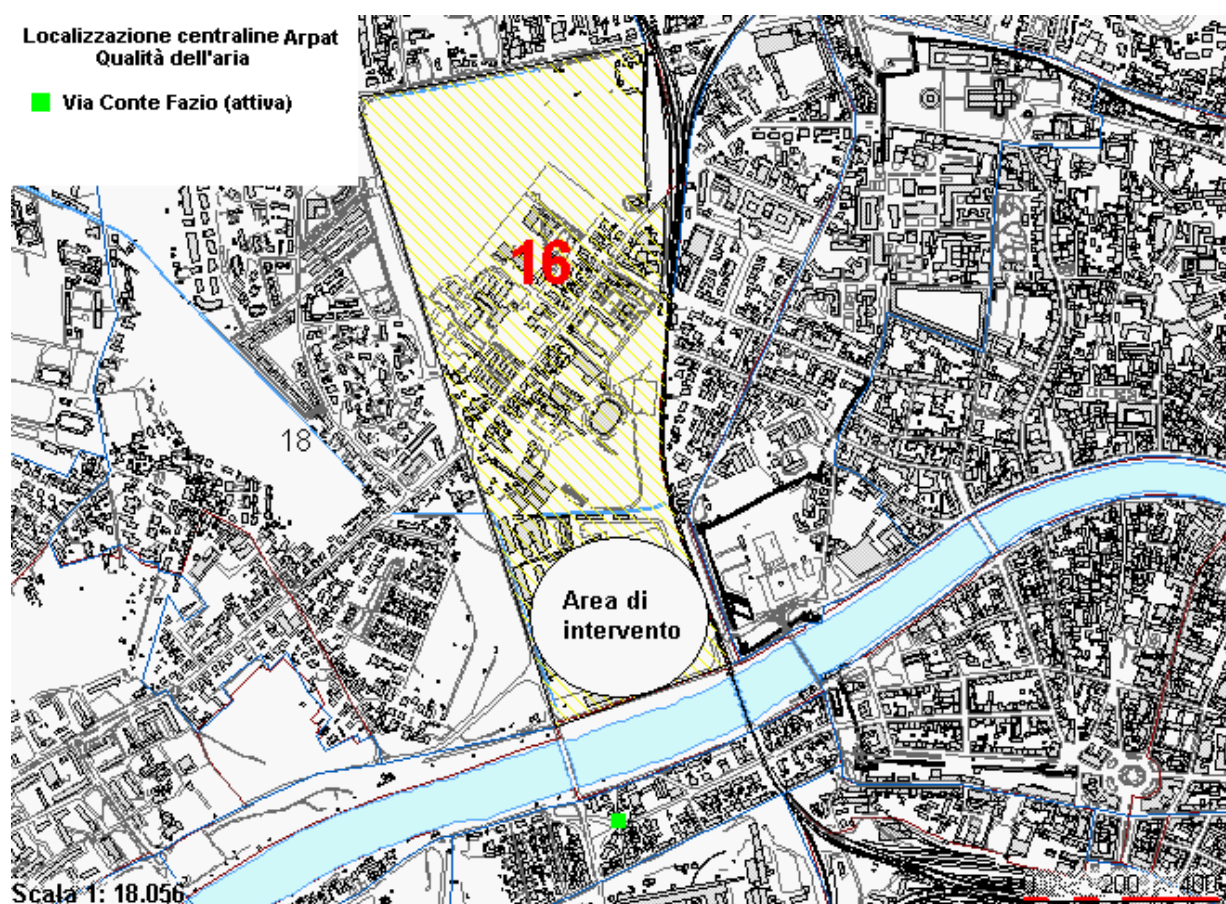 Localizzazione centraline Arpat
Qualità dell'aria
Via Conte Fazio (attiva)
16
18
Area di
intervento
Scala 1: 18.056
0 200 400